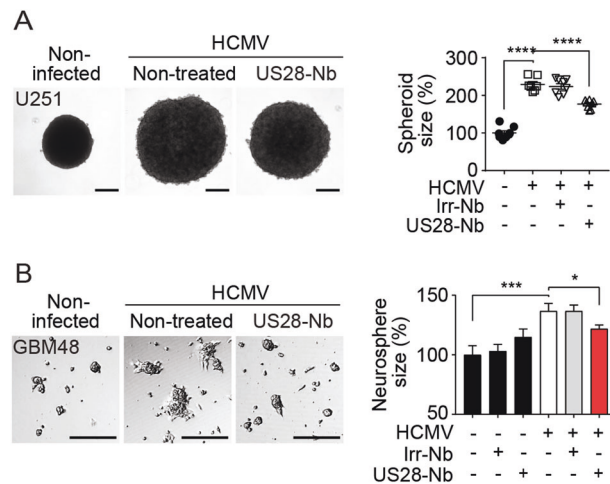 A
Non-
infected
HCMV
Non-treated US28-Nb
U251
Spheroid
size (%)
300
200
100
0
**** ****
HCMV - + + +
Irr-Nb - - + -
US28-Nb - - - +
B
Non-
infected
HCMV
Non-treated US28-Nb
GBM48
Neurosphere
size (%)
150
100
50
*** *
HCMV - - - + + +
Irr-Nb - + - - + -
US28-Nb - - + - - +